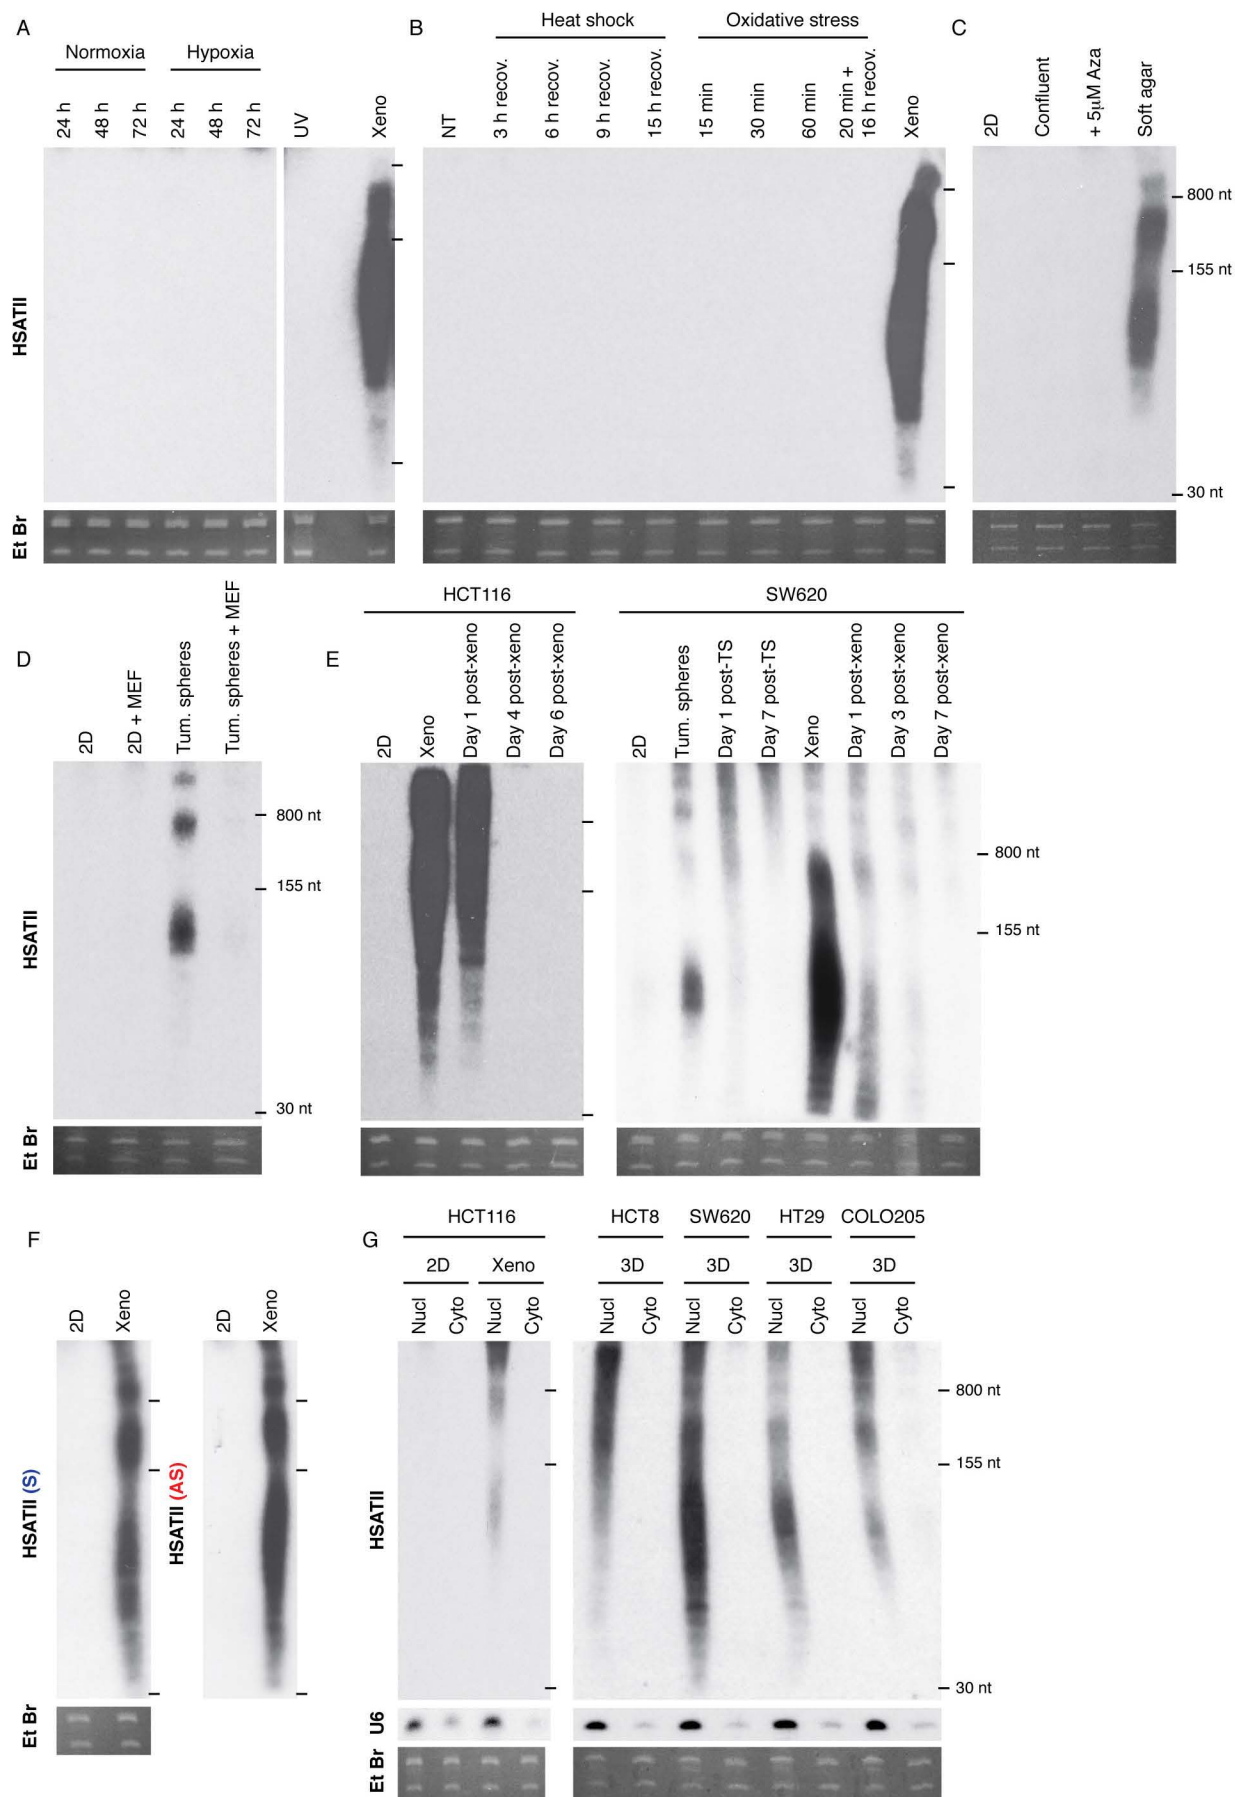 A
Normoxia
Hypoxia
24 h
48 h
72 h
24 h
48 h
72 h
UV
Xeno
HSATII
Et Br
B
Heat shock
Oxidative stress
NT
3 h recov.
6 h recov.
9 h recov.
15 h recov.
15 min
30 min
60 min
20 min +
16 h recov.
Xeno
C
2D
Confluent
+ 5µM Aza
Soft agar
800 nt
155 nt
30 nt
D
2D
2D + MEF
Tum. spheres
Tum. spheres + MEF
HSATII
Et Br
800 nt
155 nt
30 nt
E
HCT116
2D
Xeno
Day 1 post-xeno
Day 4 post-xeno
Day 6 post-xeno
SW620
2D
Tum. spheres
Day 1 post-TS
Day 7 post-TS
Xeno
Day 1 post-xeno
Day 3 post-xeno
Day 7 post-xeno
800 nt
155 nt
F
2D
Xeno
HSATII (S)
Et Br
2D
Xeno
HSATII (AS)
G
HCT116
HCT8
SW620
HT29
COLO205
2D
Xeno
3D
3D
3D
3D
Nucl
Cyto
Nucl
Cyto
Nucl
Cyto
Nucl
Cyto
Nucl
Cyto
Nucl
Cyto
HSATII
800 nt
155 nt
30 nt
U6
Et Br